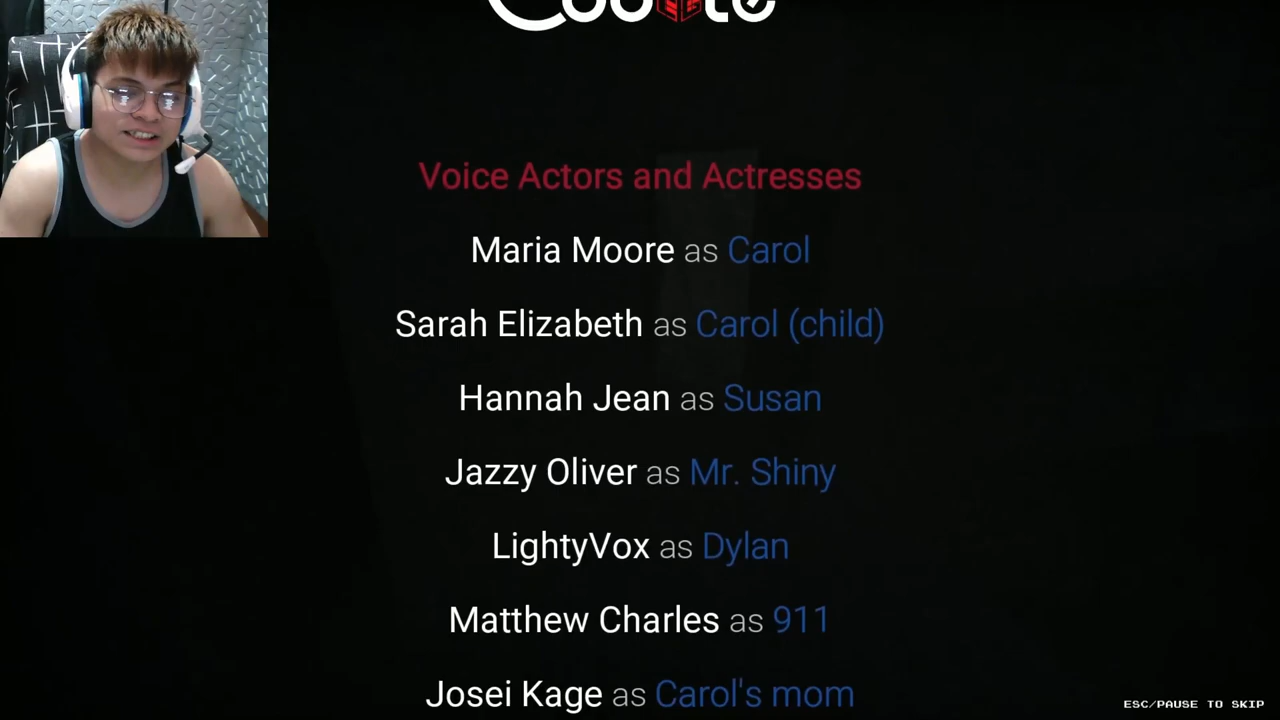 Voice Actors and Actresses
Maria Moore as Carol
Sarah Elizabeth as Carol (child)
Hannah Jean as Susan
Jazzy Oliver as Mr. Shiny
LightyVox as Dylan
Matthew Charles as 911
Josei Kage as Carol's mom
ESC/PAUSE TO SKIP